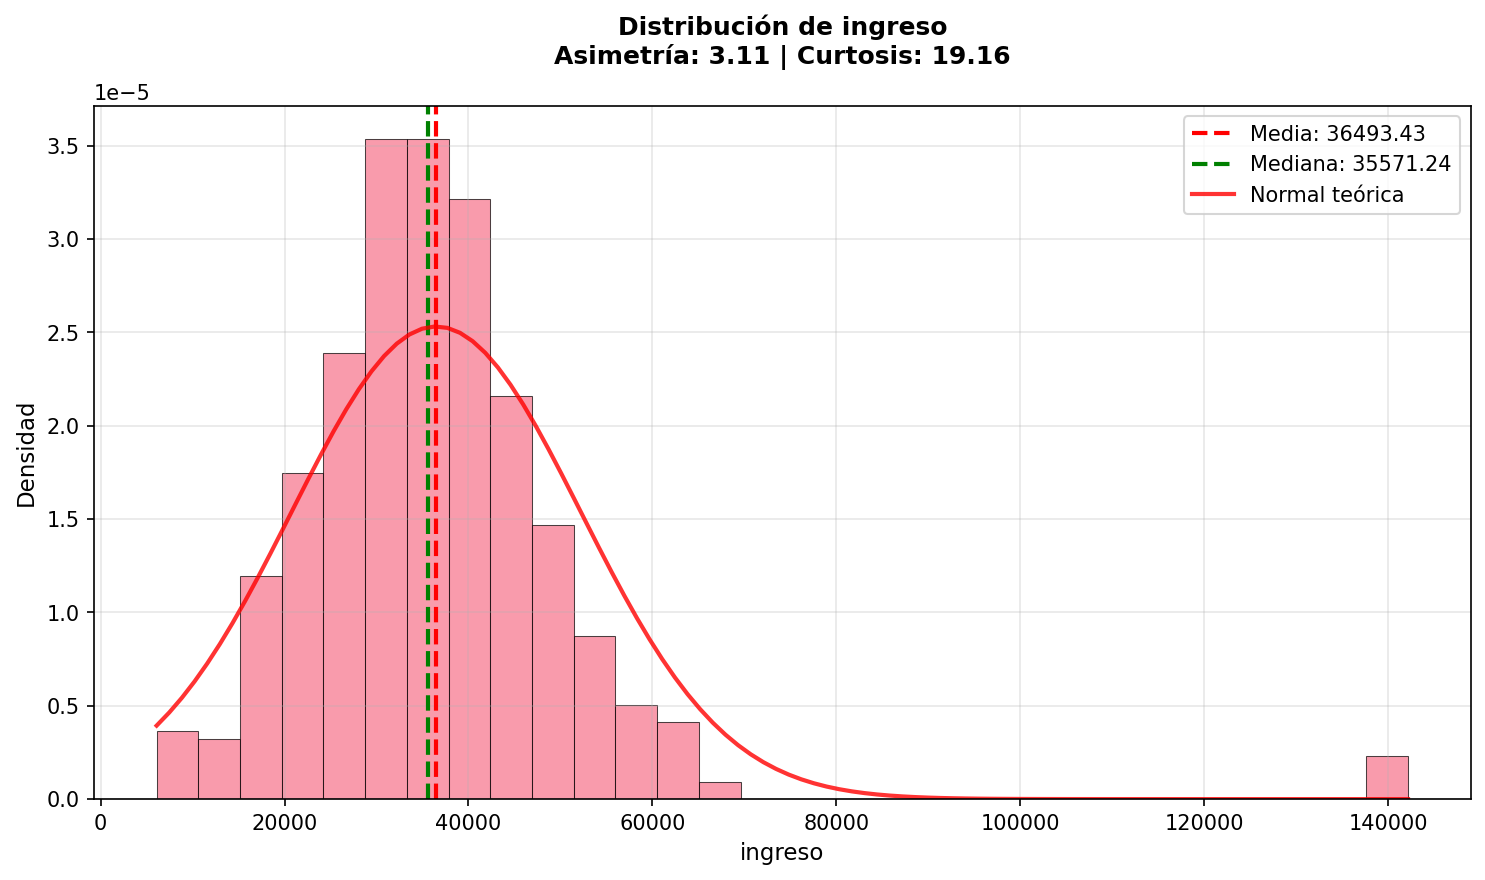 Distribución de ingreso
Asimetría: 3.11 | Curtosis: 19.16
1e−5
Media: 36493.43
Mediana: 35571.24
Normal teórica
3.5
3.0
2.5
2.0
1.5
1.0
0.5
0.0
Densidad
0 20000 40000 60000 80000 100000 120000 140000
ingreso